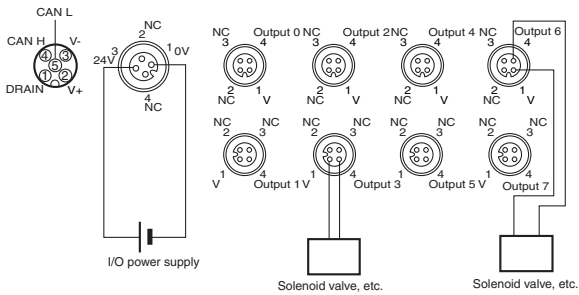 CAN L
CAN H
V-
4 3
5
1 2
DRAIN
V+
NC
2
3
24V
1 0V
4
NC
I/O power supply
NC
3
Output 0
4
NC
3
Output 2
4
NC
3
Output 4
4
NC
3
Output 6
4
2
NC
1
V
2
NC
1
V
2
NC
1
V
2
NC
1
V
NC
2
NC
3
NC
2
NC
3
NC
2
NC
3
NC
2
NC
3
1
V
4
Output 1
1
V
4
Output 3
1
4
Output 5
1
V
4
Output 7
Solenoid valve, etc.
Solenoid valve, etc.